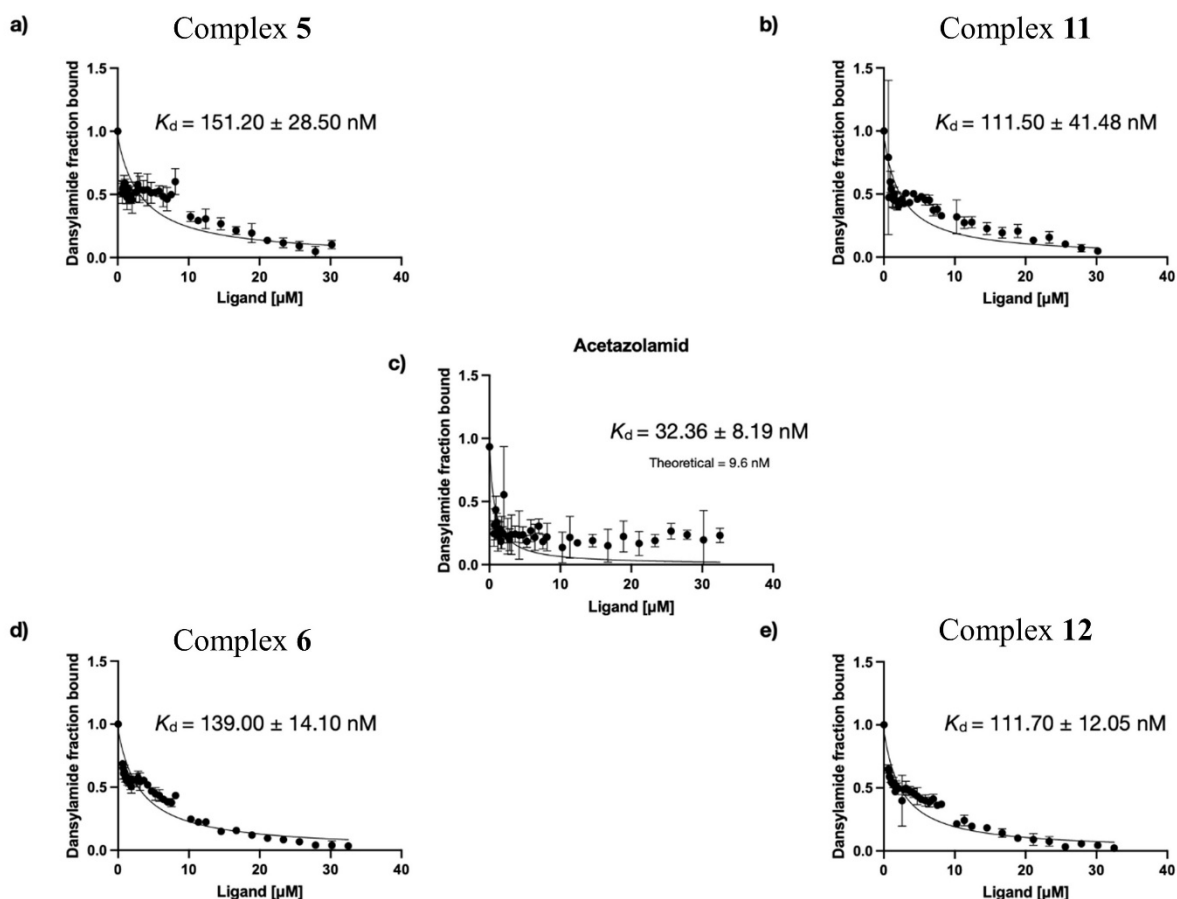 a)
Complex 5
Dansylamide fraction bound
1.5
1.0
0.5
0.0
Kd = 151.20 ± 28.50 nM
0
10
20
30
40
Ligand [µM]
b)
Complex 11
Dansylamide fraction bound
1.5
1.0
0.5
0.0
Kd = 111.50 ± 41.48 nM
0
10
20
30
40
Ligand [µM]
c)
Acetazolamid
Dansylamide fraction bound
1.5
1.0
0.5
0.0
Kd = 32.36 ± 8.19 nM
Theoretical = 9.6 nM
0
10
20
30
40
Ligand [µM]
d)
Complex 6
Dansylamide fraction bound
1.5
1.0
0.5
0.0
Kd = 139.00 ± 14.10 nM
0
10
20
30
40
Ligand [µM]
e)
Complex 12
Dansylamide fraction bound
1.5
1.0
0.5
0.0
Kd = 111.70 ± 12.05 nM
0
10
20
30
40
Ligand [µM]